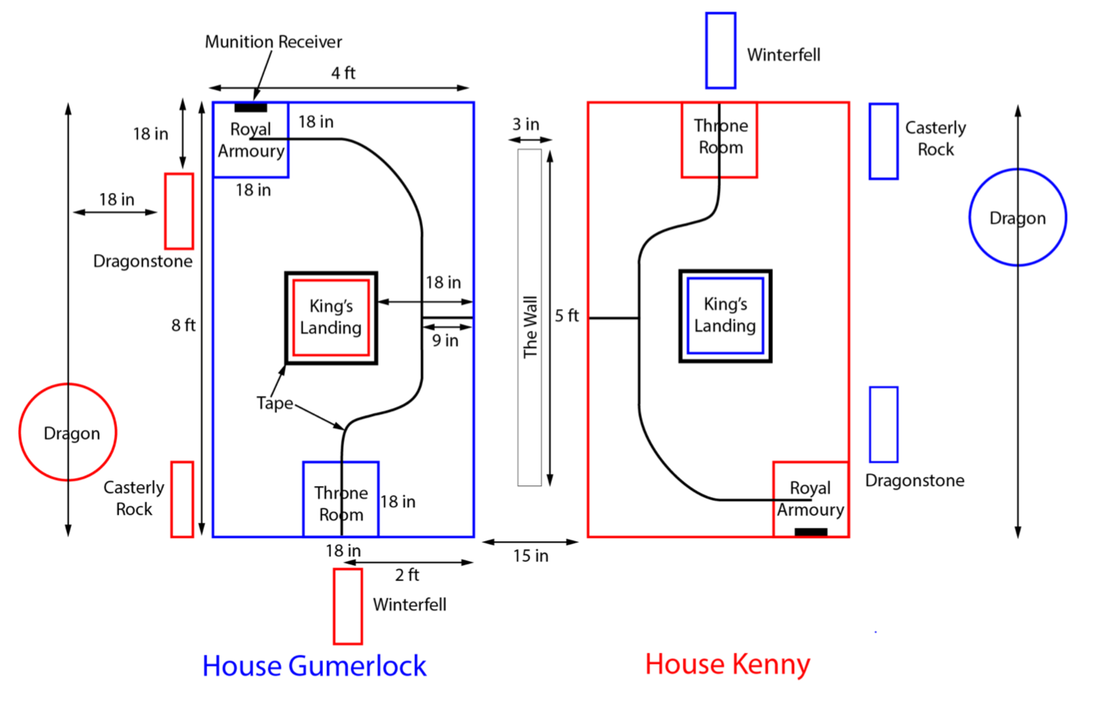 Munition Receiver
4 ft
18 in
Royal
Armoury
18 in
18 in
18 in
Dragonstone
King's
Landing
18 in
9 in
8 ft
Tape
Dragon
Casterly
Rock
Throne
Room
18 in
18 in
2 ft
Winterfell
House Gumerlock
3 in
The Wall
5 ft
15 in
Winterfell
Throne
Room
Casterly
Rock
Dragon
King's
Landing
Dragonstone
Royal
Armoury
House Kenny